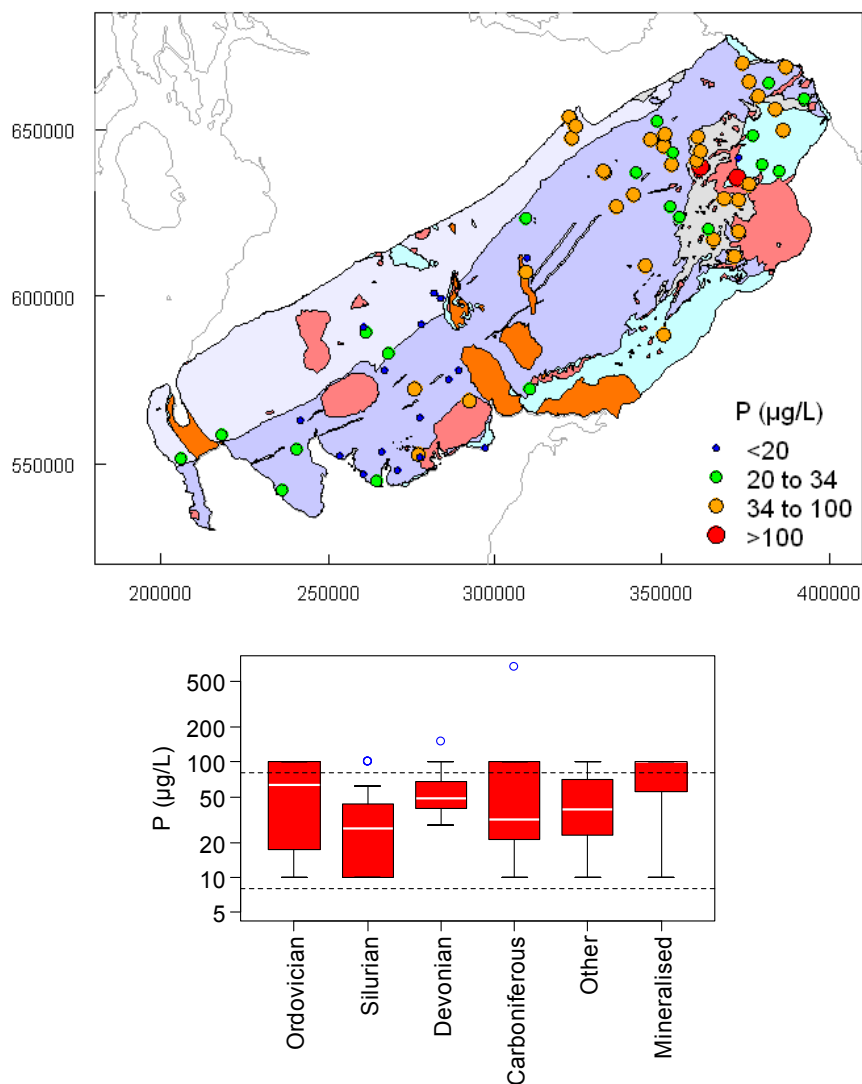 650000
600000
550000
P (µg/L)
<20
20 to 34
34 to 100
>100
200000 250000 300000 350000 400000
P (µg/L)
500
200
100
50
20
10
5
Ordovician
Silurian
Devonian
Carboniferous
Other
Mineralised